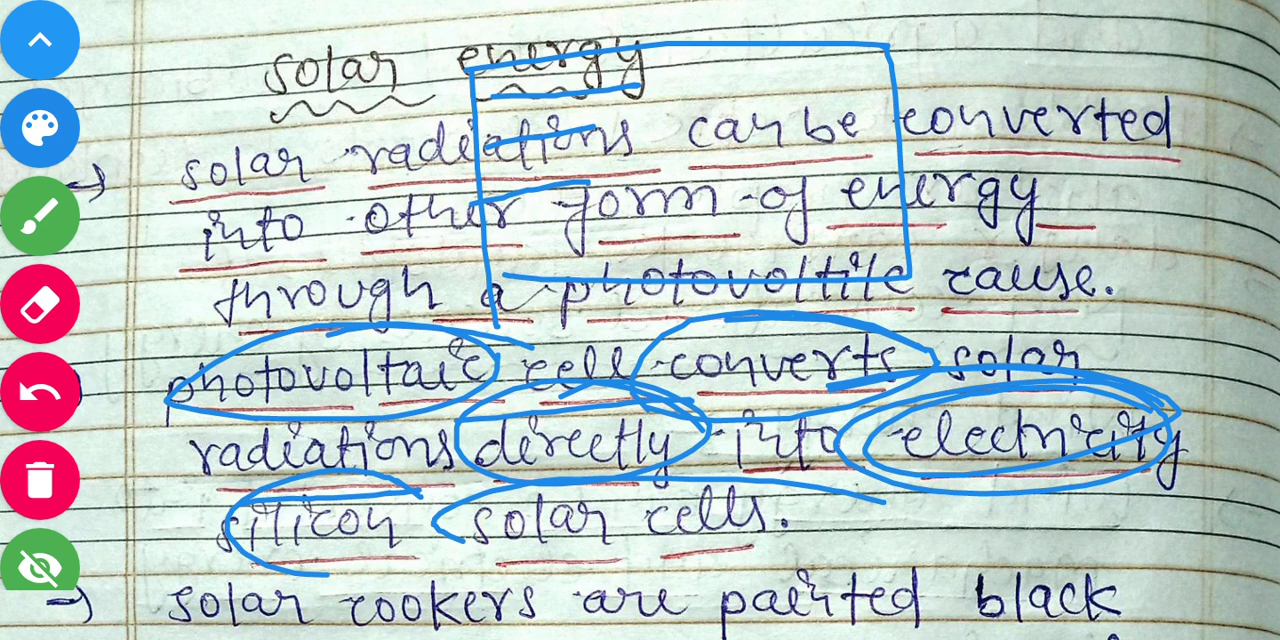 solar energy
→ solar radiations can be converted
into other form of energy
through a photovoltile cause.
photovoltaic cell converts solar
radiations directly into electricity
silicon solar cells.
→ solar cookers are painted black